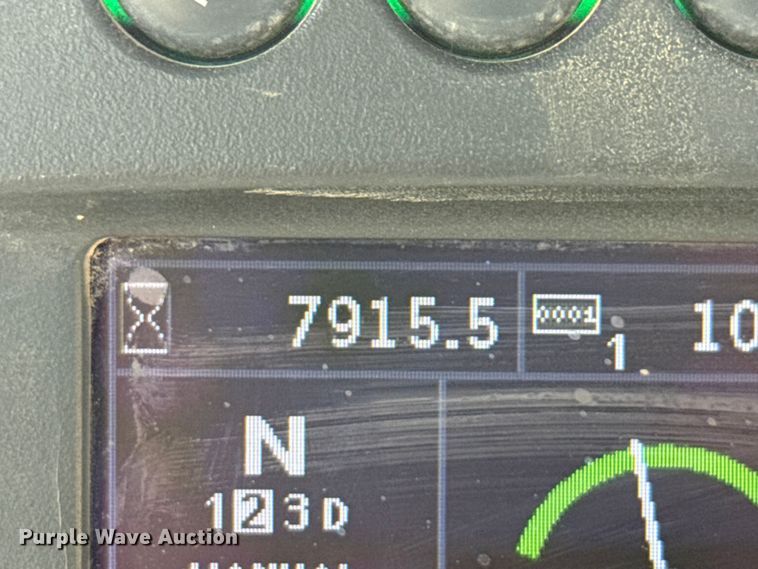 7915.5 0001 1 10
N
1 2 3 D
Purple Wave Auction